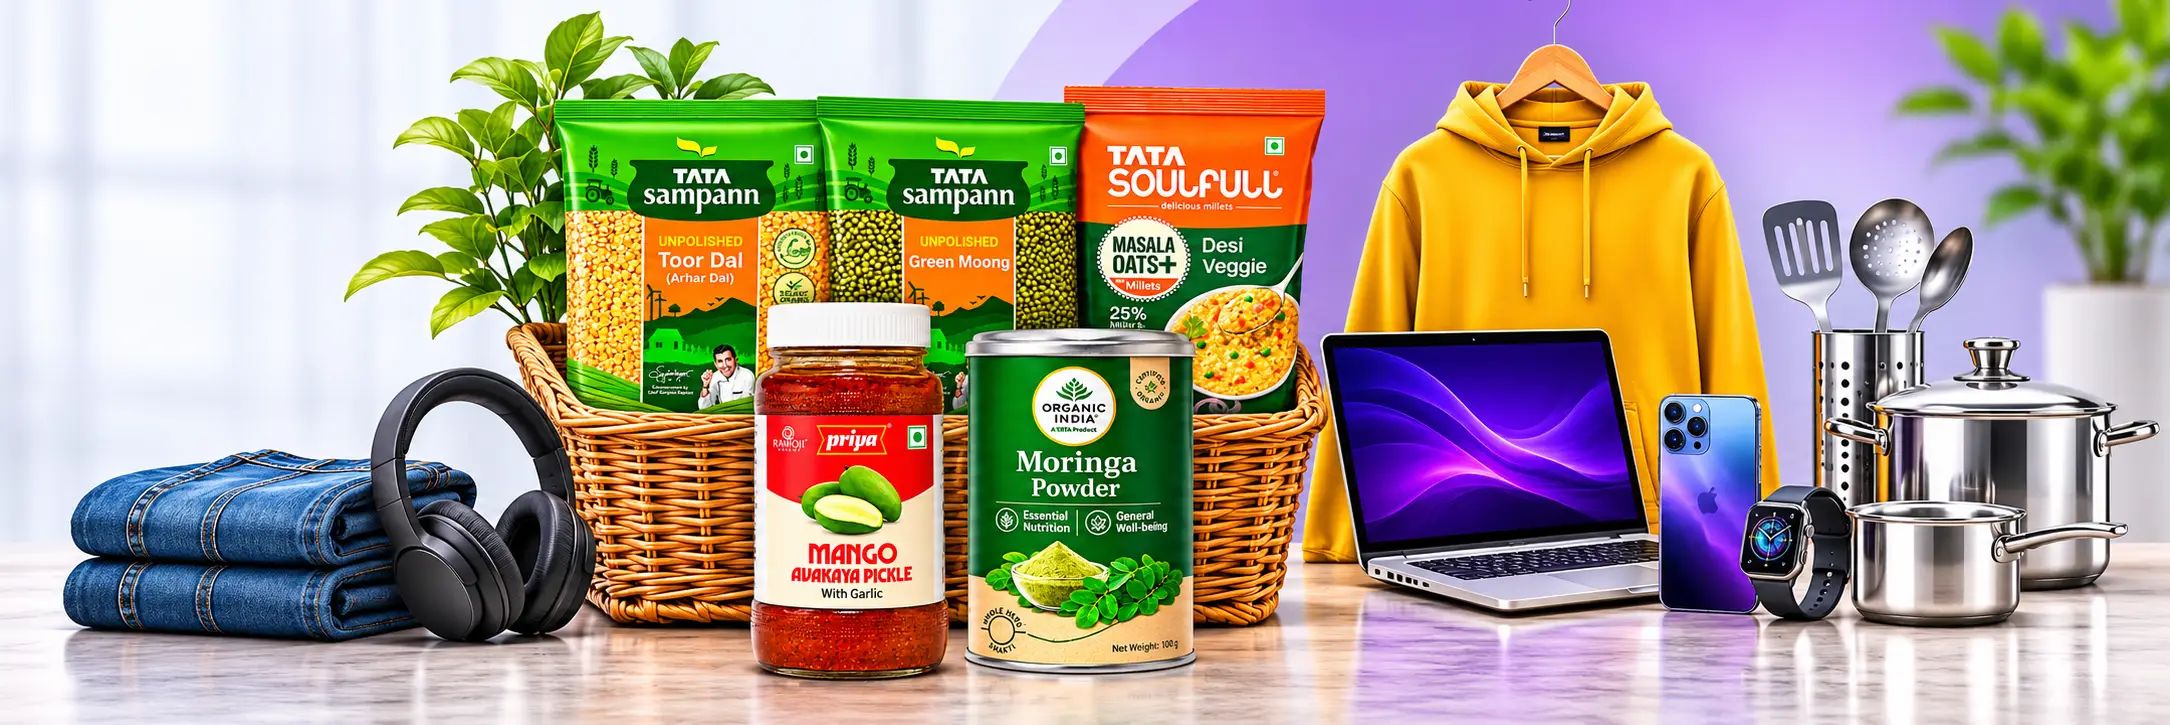 TATA
sampann
UNPOLISHED
Toor Dal
(Arhar Dal)
TATA
sampann
UNPOLISHED
Green Moong
TATA
SOULFULL
delicious millets
MASALA
OATS+
Millets
Desi
Veggie
25%
priya
MANGO
AVAKAYA PICKLE
With Garlic
ORGANIC
INDIA
A TATA Product
Moringa
Powder
Essential
Nutrition
General
Well-being
Net Weight: 100 g